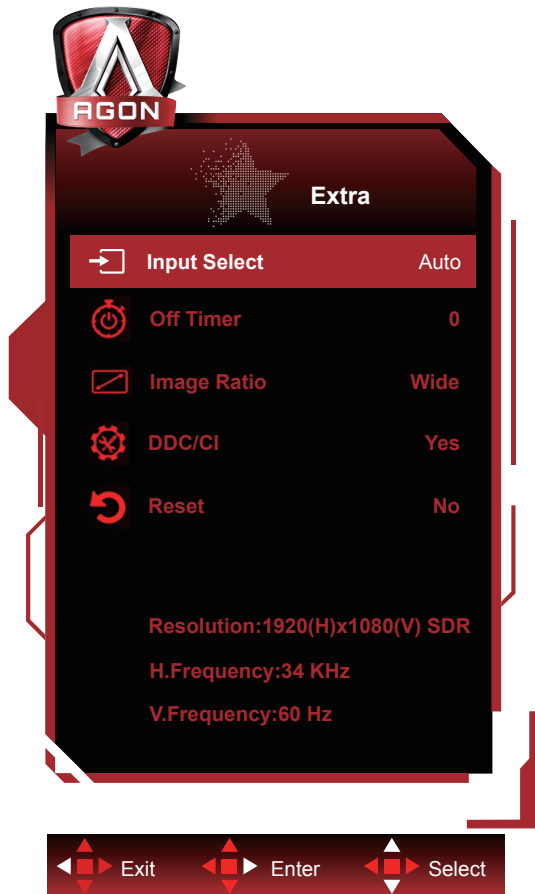 AGON
Extra
Input Select Auto
Off Timer 0
Image Ratio Wide
DDC/CI Yes
Reset No
Resolution:1920(H)x1080(V) SDR
H.Frequency:34 KHz
V.Frequency:60 Hz
Exit Enter Select